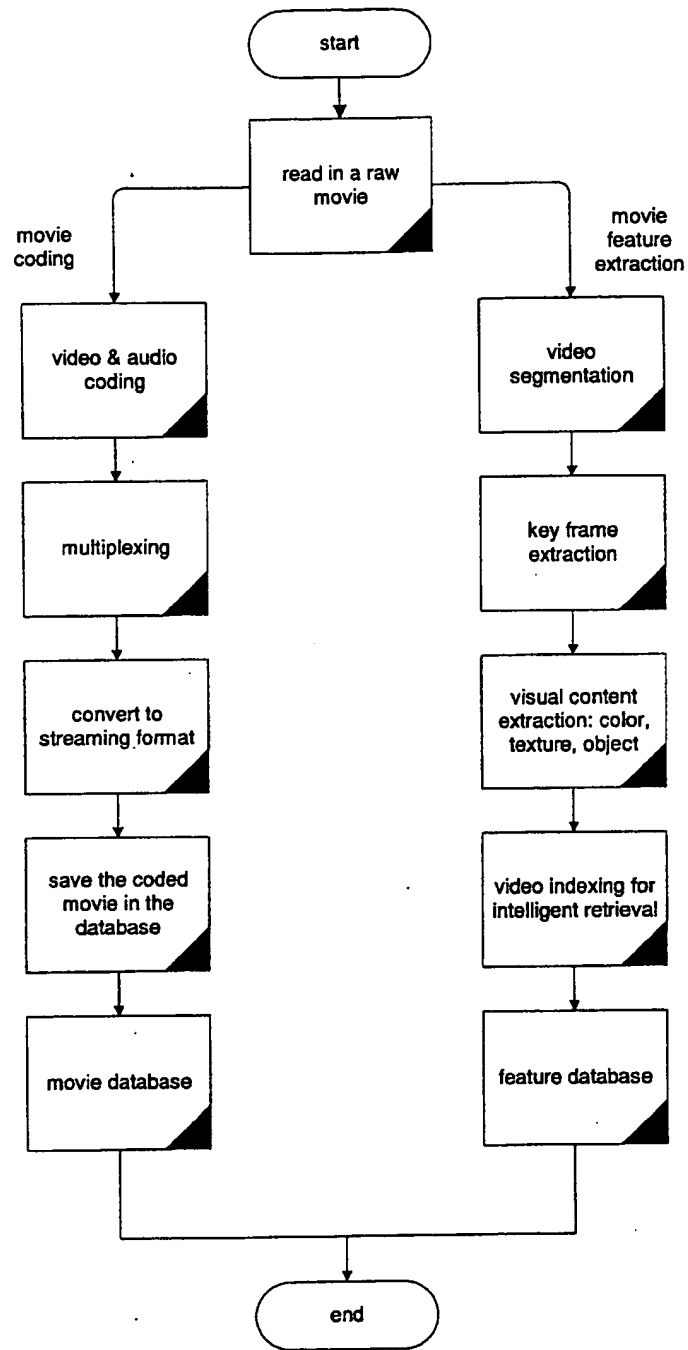 start
read in a raw
movie
movie
coding
movie
feature
extraction
video & audio
coding
video
segmentation
multiplexing
key frame
extraction
convert to
streaming format
visual content
extraction: color,
texture, object
save the coded
movie in the
database
video indexing for
intelligent retrieval
movie database
feature database
end